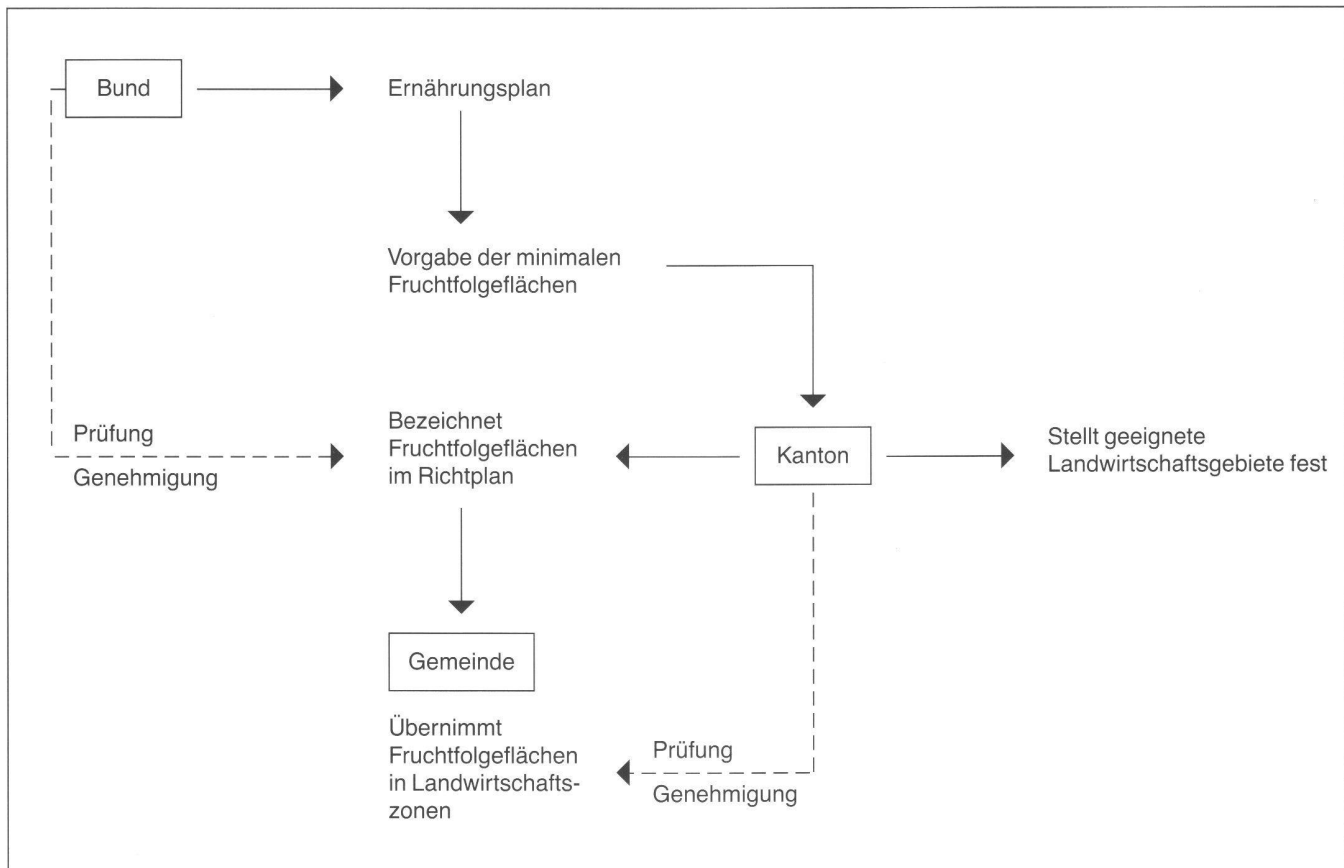 Bund
Ernährungsplan
Vorgabe der minimalen
Fruchtfolgeflächen
Prüfung
Genehmigung
Bezeichnet
Fruchtfolgeflächen
im Richtplan
Kanton
Stellt geeignete
Landwirtschaftsgebiete fest
Gemeinde
Übernimmt
Fruchtfolgeflächen
in Landwirtschafts-
zonen
Prüfung
Genehmigung